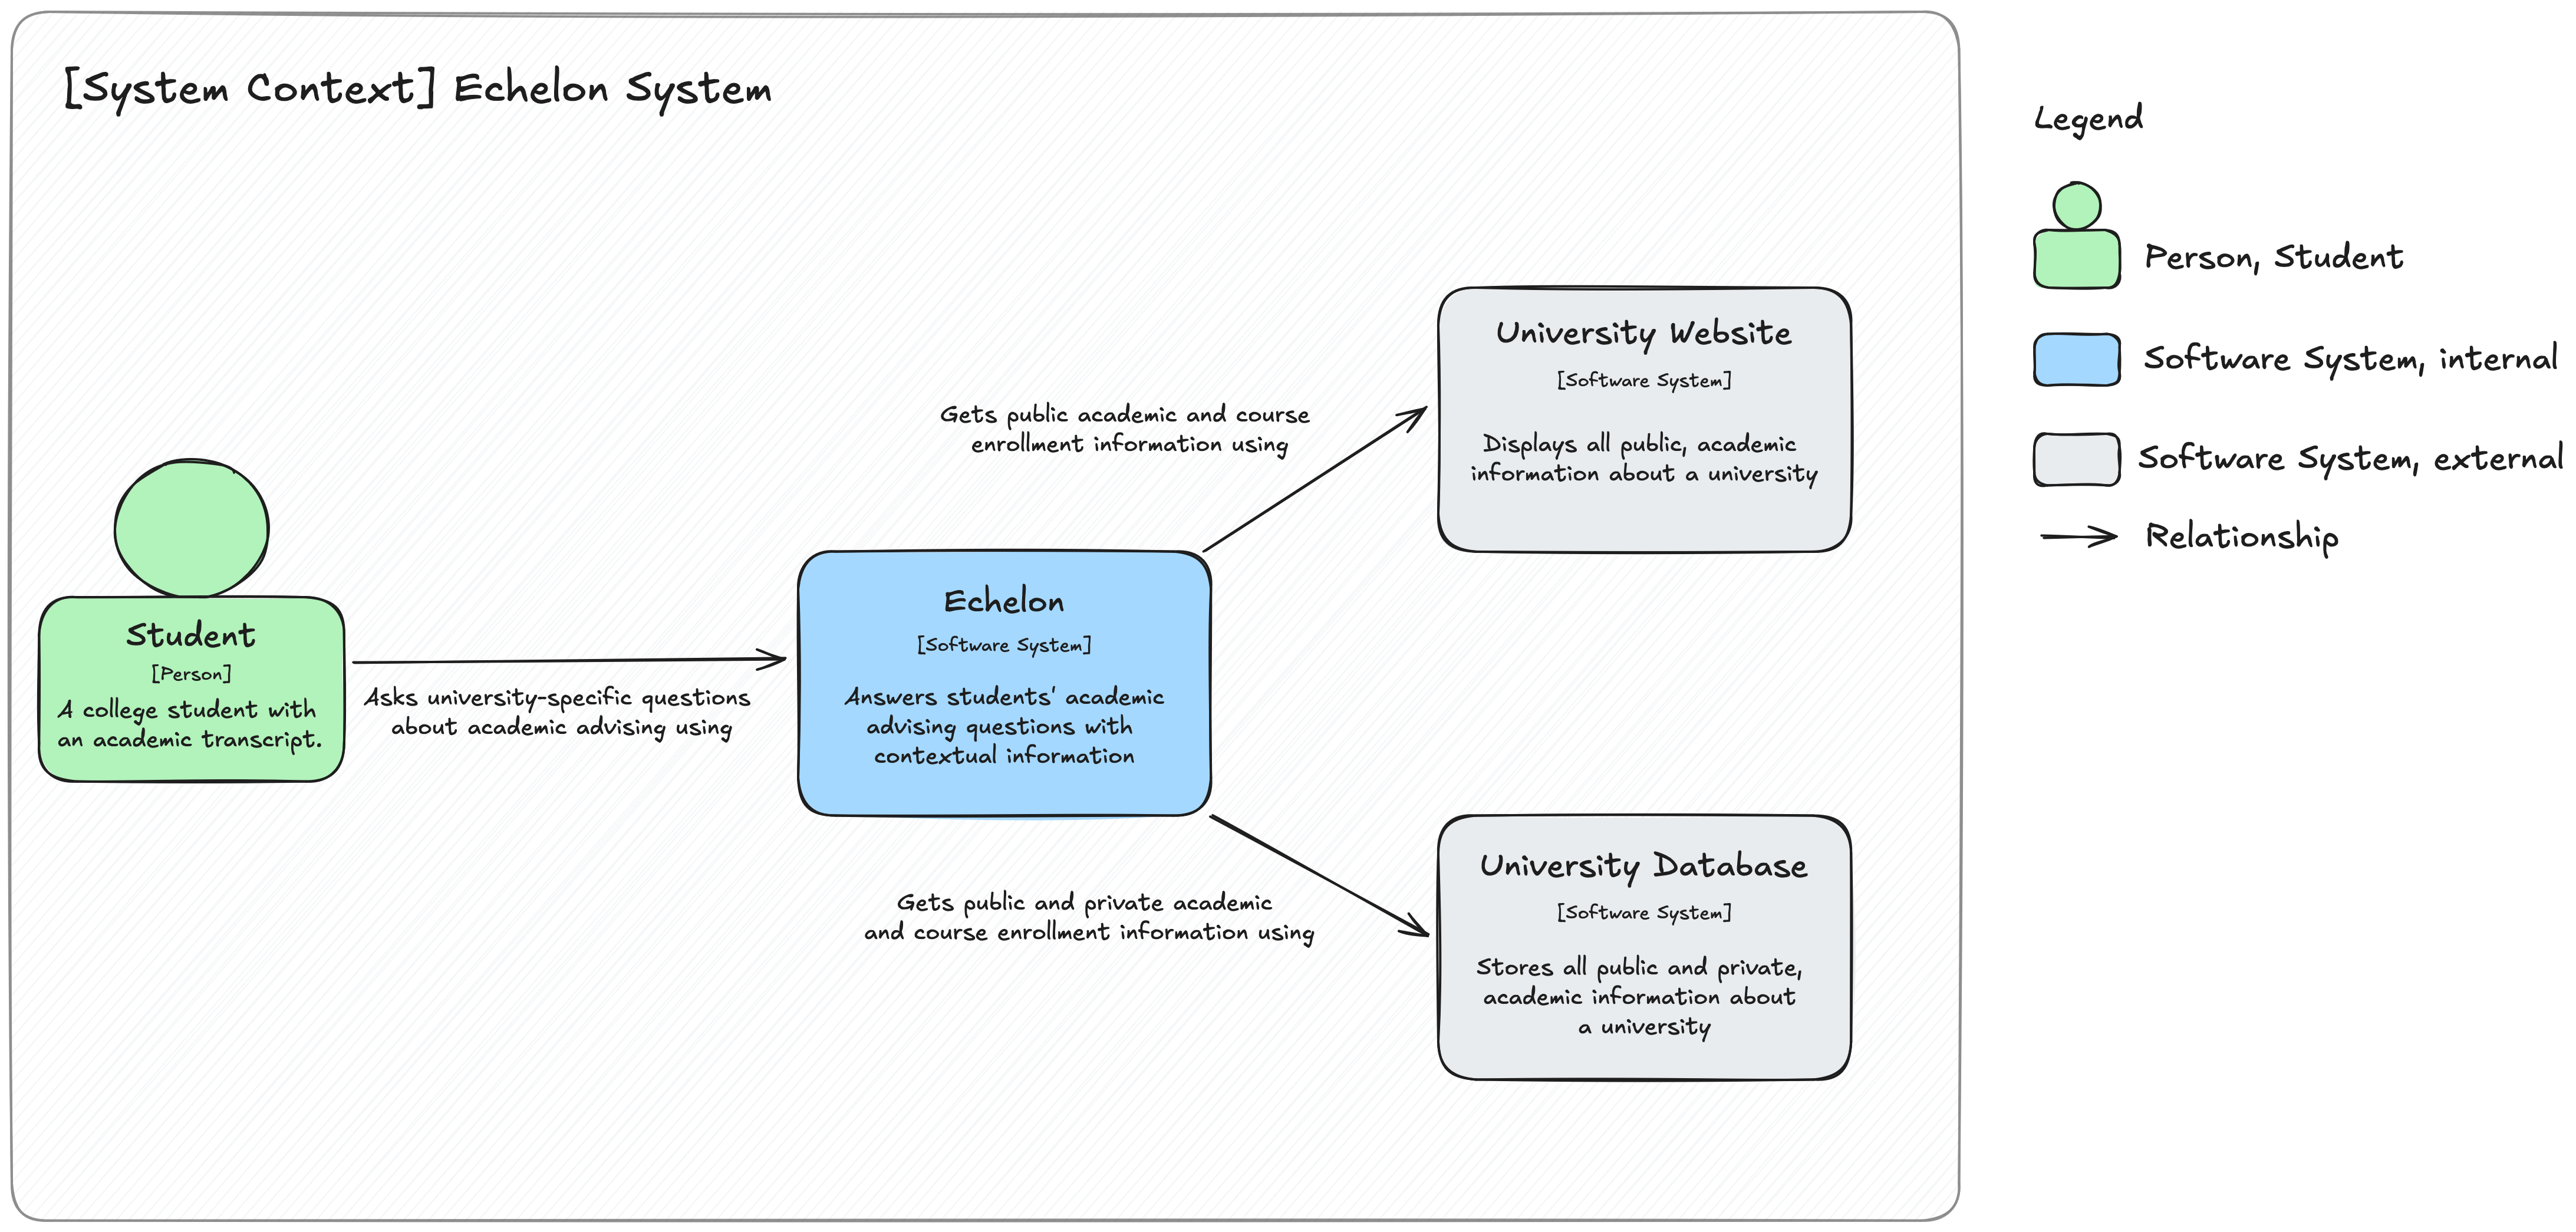 [System Context] Echelon System
Student
[Person]
A college student with
an academic transcript.
Asks university-specific questions
about academic advising using
Echelon
[Software System]
Answers students' academic
advising questions with
contextual information
Gets public academic and course
enrollment information using
University Website
[Software System]
Displays all public, academic
information about a university
Gets public and private academic
and course enrollment information using
University Database
[Software System]
Stores all public and private,
academic information about
a university
Legend
Person, Student
Software System, internal
Software System, external
Relationship